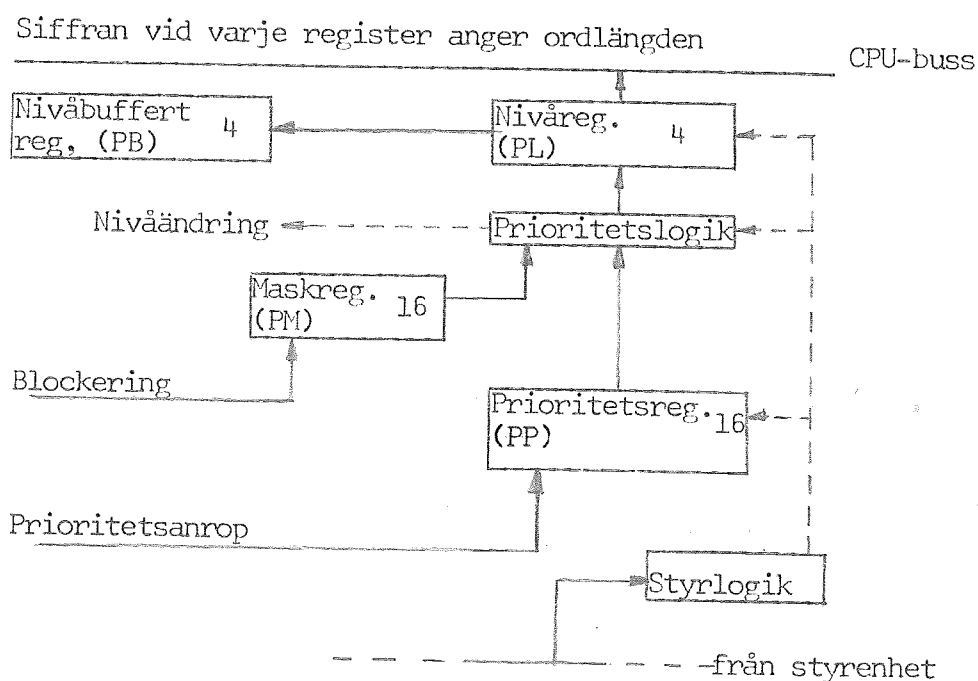 Siffran vid varje register anger ordlängden
CPU-buss
Nivåbuffert
reg, (PB) 4
Nivåreg. 4
(PL)
Nivåändring
Prioritetslogik
Maskreg. 16
(PM)
Blockering
Prioritetsreg. 16
(PP)
Prioritetsanrop
Styrlogik
från styrenhet